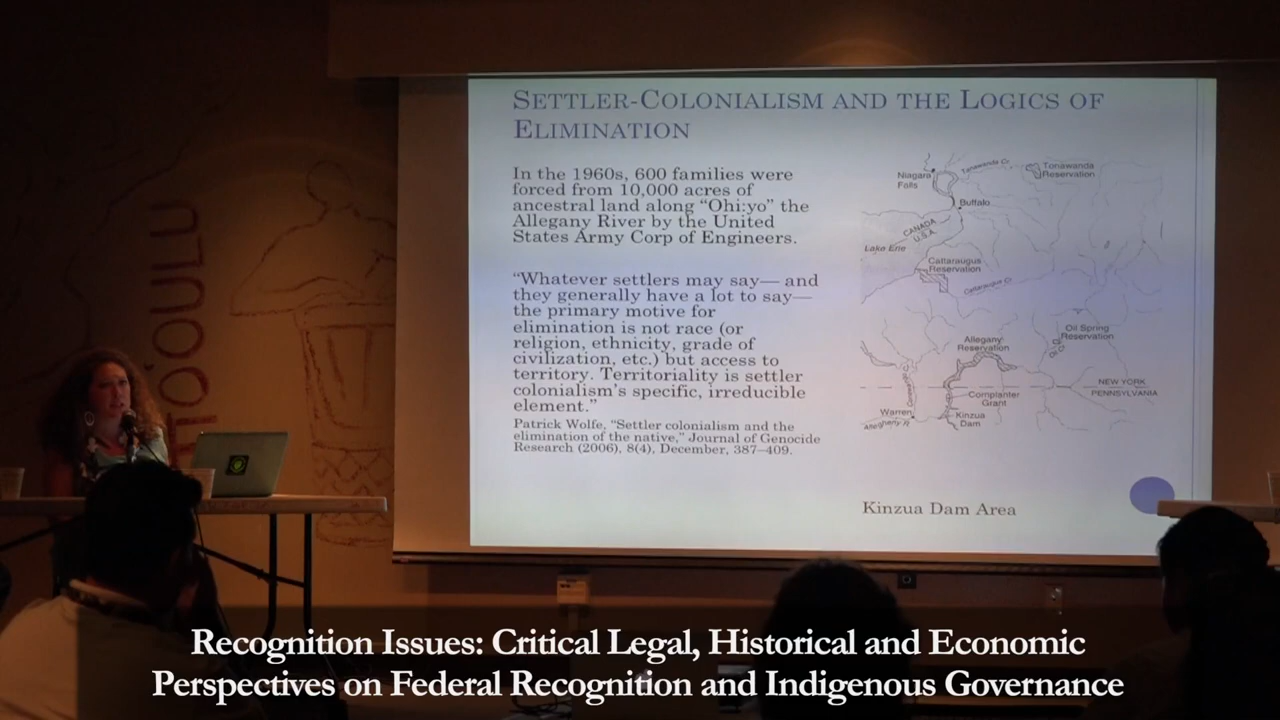 SETTLER-COLONIALISM AND THE LOGICS OF
ELIMINATION
In the 1960s, 600 families were
forced from 10,000 acres of
ancestral land along “Ohi:yo” the
Allegany River by the United
States Army Corp of Engineers.
“Whatever settlers may say— and
they generally have a lot to say—
the primary motive for
elimination is not race (or
religion, ethnicity, grade of
civilization, etc.) but access to
territory. Territoriality is settler
colonialism's specific, irreducible
element.”
Patrick Wolfe, “Settler colonialism and the
elimination of the native,” Journal of Genocide
Research (2006), 8(4), December, 387–409.
Niagara
Falls
Tonawanda Cr.
Tonawanda
Reservation
Buffalo
CANADA
U.S.A.
Lake Erie
Cattaraugus
Reservation
Cattaraugus Cr.
Oil Spring
Reservation
Oil Cr.
Allegany
Reservation
NEW YORK
PENNSYLVANIA
Cornplanter
Grant
Warren
Kinzua
Dam
Allegheny R.
Kinzua Dam Area
Recognition Issues: Critical Legal, Historical and Economic
Perspectives on Federal Recognition and Indigenous Governance